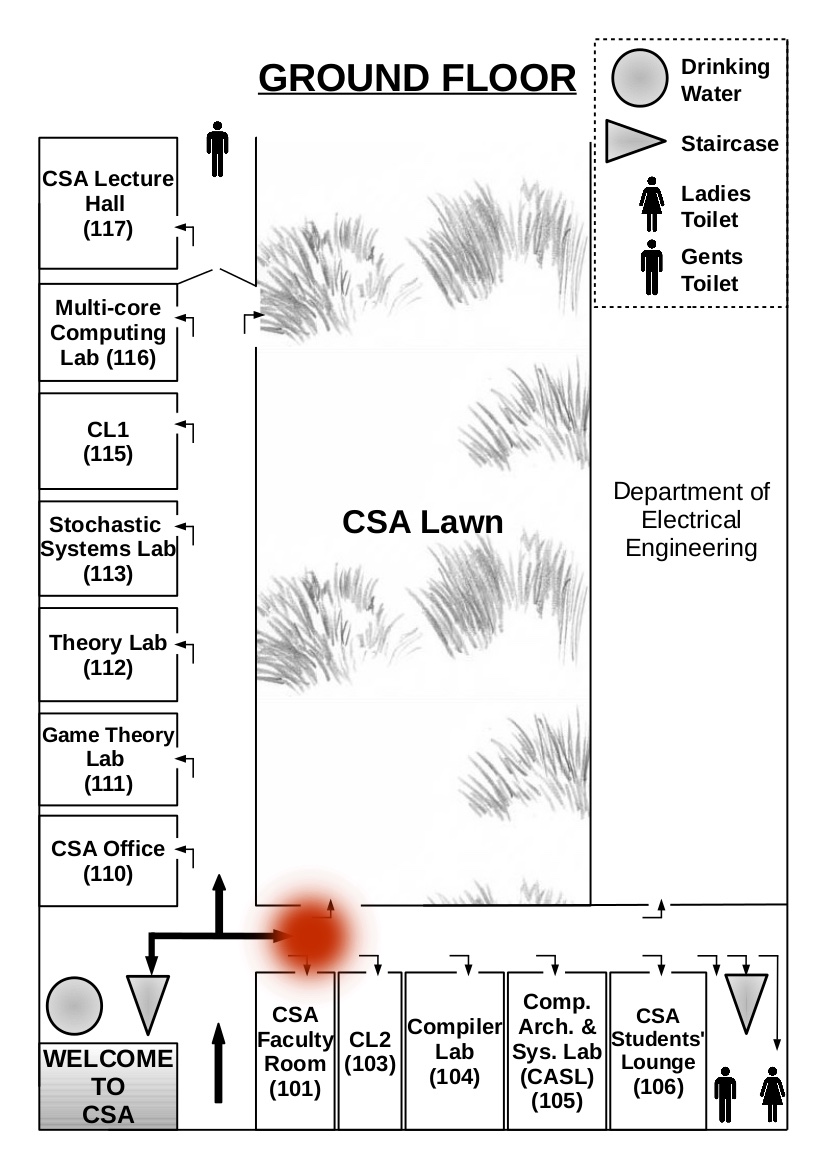 GROUND FLOOR
Drinking
Water
Staircase
Ladies
Toilet
Gents
Toilet
CSA Lecture
Hall
(117)
Multi-core
Computing
Lab (116)
CL1
(115)
Stochastic
Systems Lab
(113)
Theory Lab
(112)
Game Theory
Lab
(111)
CSA Office
(110)
CSA Lawn
Department of
Electrical
Engineering
WELCOME
TO
CSA
CSA
Faculty
Room
(101)
CL2
(103)
Compiler
Lab
(104)
Comp.
Arch. &
Sys. Lab
(CASL)
(105)
CSA
Students'
Lounge
(106)